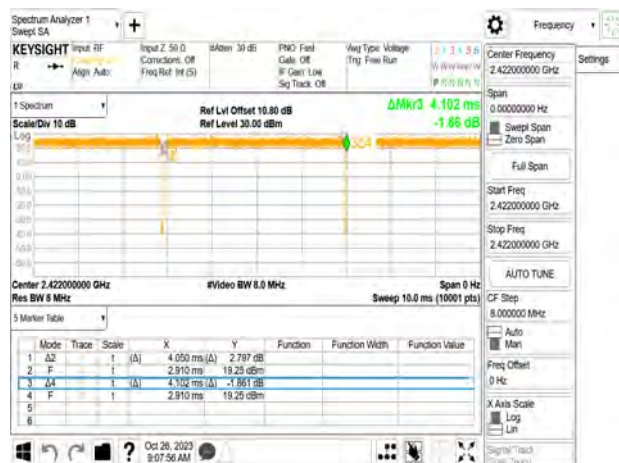 Spectrum Analyzer 1
Swept SA
Frequency
KEYSIGHT Input: RF
Input Z: 50 Ω
#Atten: 30 dB
PNO: Fast
Avg Type: Voltage
R
Align: Auto
Corrections: Off
Freq Ref: Int (S)
Gate: Off
IF Gain: Low
Sig Track: Off
Trig: Free Run
P N N N N N
Center Frequency
2.422000000 GHz
Settings
Span
0.00000000 Hz
Swept Span
Zero Span
Full Span
Start Freq
2.422000000 GHz
Stop Freq
2.422000000 GHz
AUTO TUNE
CF Step
8.000000 MHz
Auto
Man
Freq Offset
0 Hz
X Axis Scale
Log
Lin
Signal Track
1 Spectrum
Scale/Div 10 dB
Log
Ref Lvl Offset 10.80 dB
Ref Level 30.00 dBm
ΔMkr3 4.102 ms
-1.86 dB
3Δ4
Center 2.422000000 GHz
Res BW 8 MHz
#Video BW 8.0 MHz
Span 0 Hz
Sweep 10.0 ms (10001 pts)
5 Marker Table
Mode Trace Scale X Y Function Function Width Function Value
1 Δ2 t (Δ) 4.050 ms (Δ) 2.797 dB
2 F t 2.910 ms 19.25 dBm
3 Δ4 t (Δ) 4.102 ms (Δ) -1.861 dB
4 F t 2.910 ms 19.25 dBm
5
6
Oct 26, 2023
9:07:56 AM